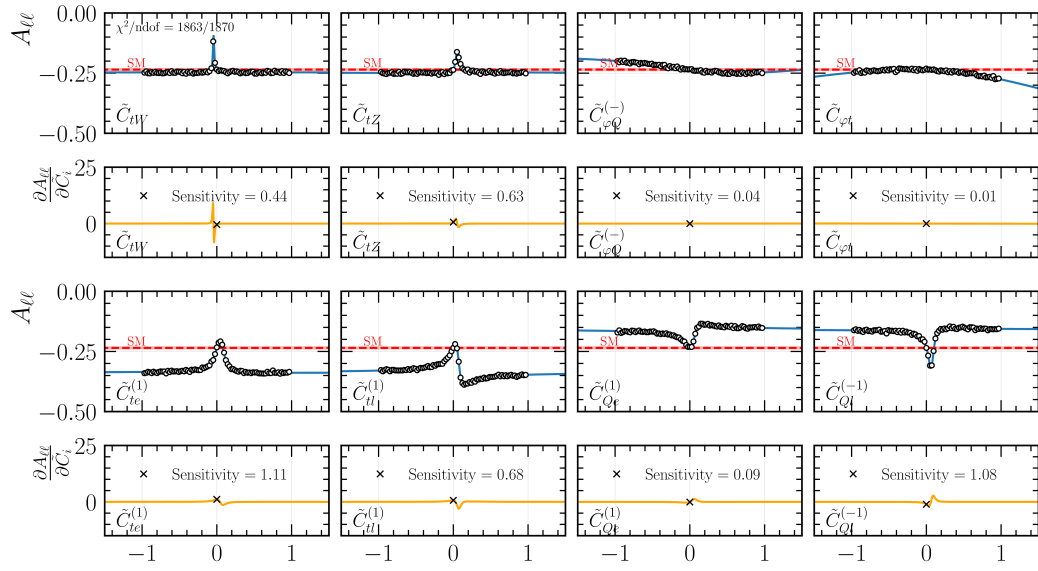 0.00
χ²/ndof = 1863/1870
A_ℓℓ
−0.25
SM
SM
SM
SM
−0.50
C̃_tW
C̃_tZ
C̃_φQ^(−)
C̃_φt
25
∂A_ℓℓ/∂C̃_i
× Sensitivity = 0.44
× Sensitivity = 0.63
× Sensitivity = 0.04
× Sensitivity = 0.01
0
C̃_tW
C̃_tZ
C̃_φQ^(−)
C̃_φt
0.00
A_ℓℓ
−0.25
SM
SM
SM
SM
−0.50
C̃_te^(1)
C̃_tl^(1)
C̃_Qe^(1)
C̃_Ql^(−1)
25
∂A_ℓℓ/∂C̃_i
× Sensitivity = 1.11
× Sensitivity = 0.68
× Sensitivity = 0.09
× Sensitivity = 1.08
0
C̃_te^(1)
C̃_tl^(1)
C̃_Qe^(1)
C̃_Ql^(−1)
−1 0 1
−1 0 1
−1 0 1
−1 0 1